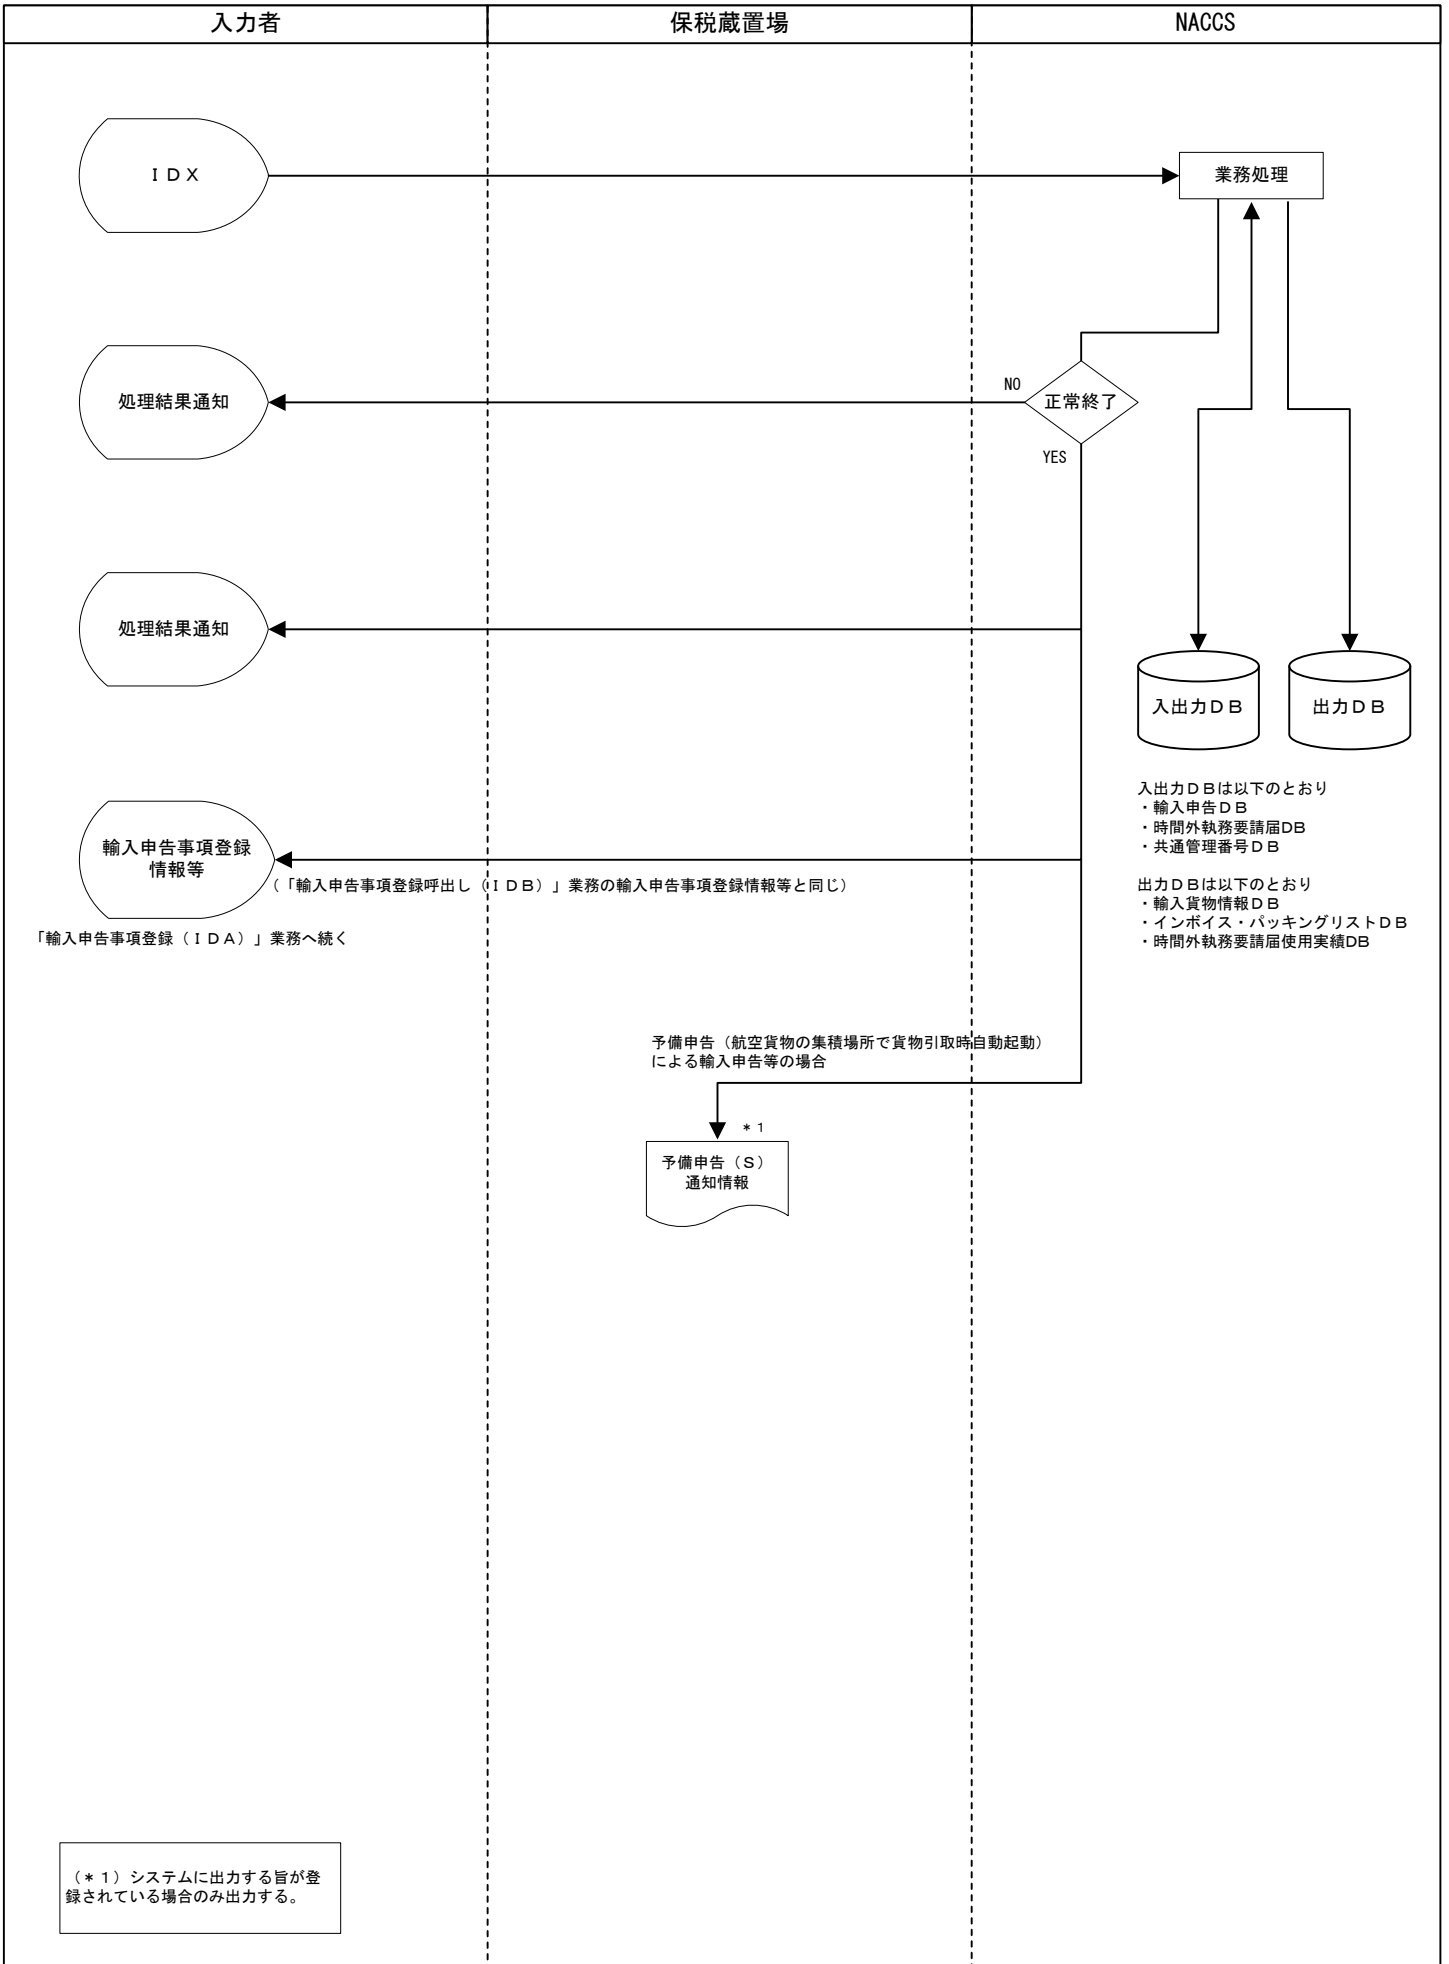 入力者
保税蔵置場
NACCS
ＩＤＸ
業務処理
処理結果通知
NO
正常終了
YES
処理結果通知
入出力ＤＢ
出力ＤＢ
入出力ＤＢは以下のとおり
・輸入申告ＤＢ
・時間外執務要請届DB
・共通管理番号ＤＢ
出力ＤＢは以下のとおり
・輸入貨物情報ＤＢ
・インボイス・パッキングリストＤＢ
・時間外執務要請届使用実績DB
輸入申告事項登録
情報等
（「輸入申告事項登録呼出し（ＩＤＢ）」業務の輸入申告事項登録情報等と同じ）
「輸入申告事項登録（ＩＤＡ）」業務へ続く
予備申告（航空貨物の集積場所で貨物引取時自動起動）
による輸入申告等の場合
＊１
予備申告（Ｓ）
通知情報
（＊１）システムに出力する旨が登
録されている場合のみ出力する。